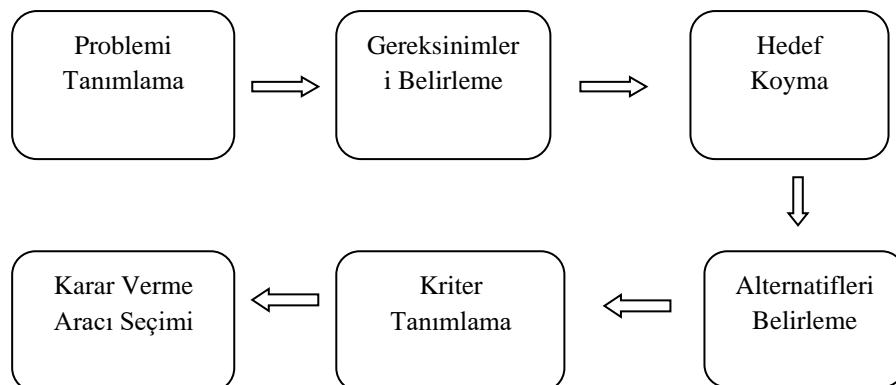 Problemi
Tanımlama
Gereksinimler
i Belirleme
Hedef
Koyma
Alternatifleri
Belirleme
Kriter
Tanımlama
Karar Verme
Aracı Seçimi